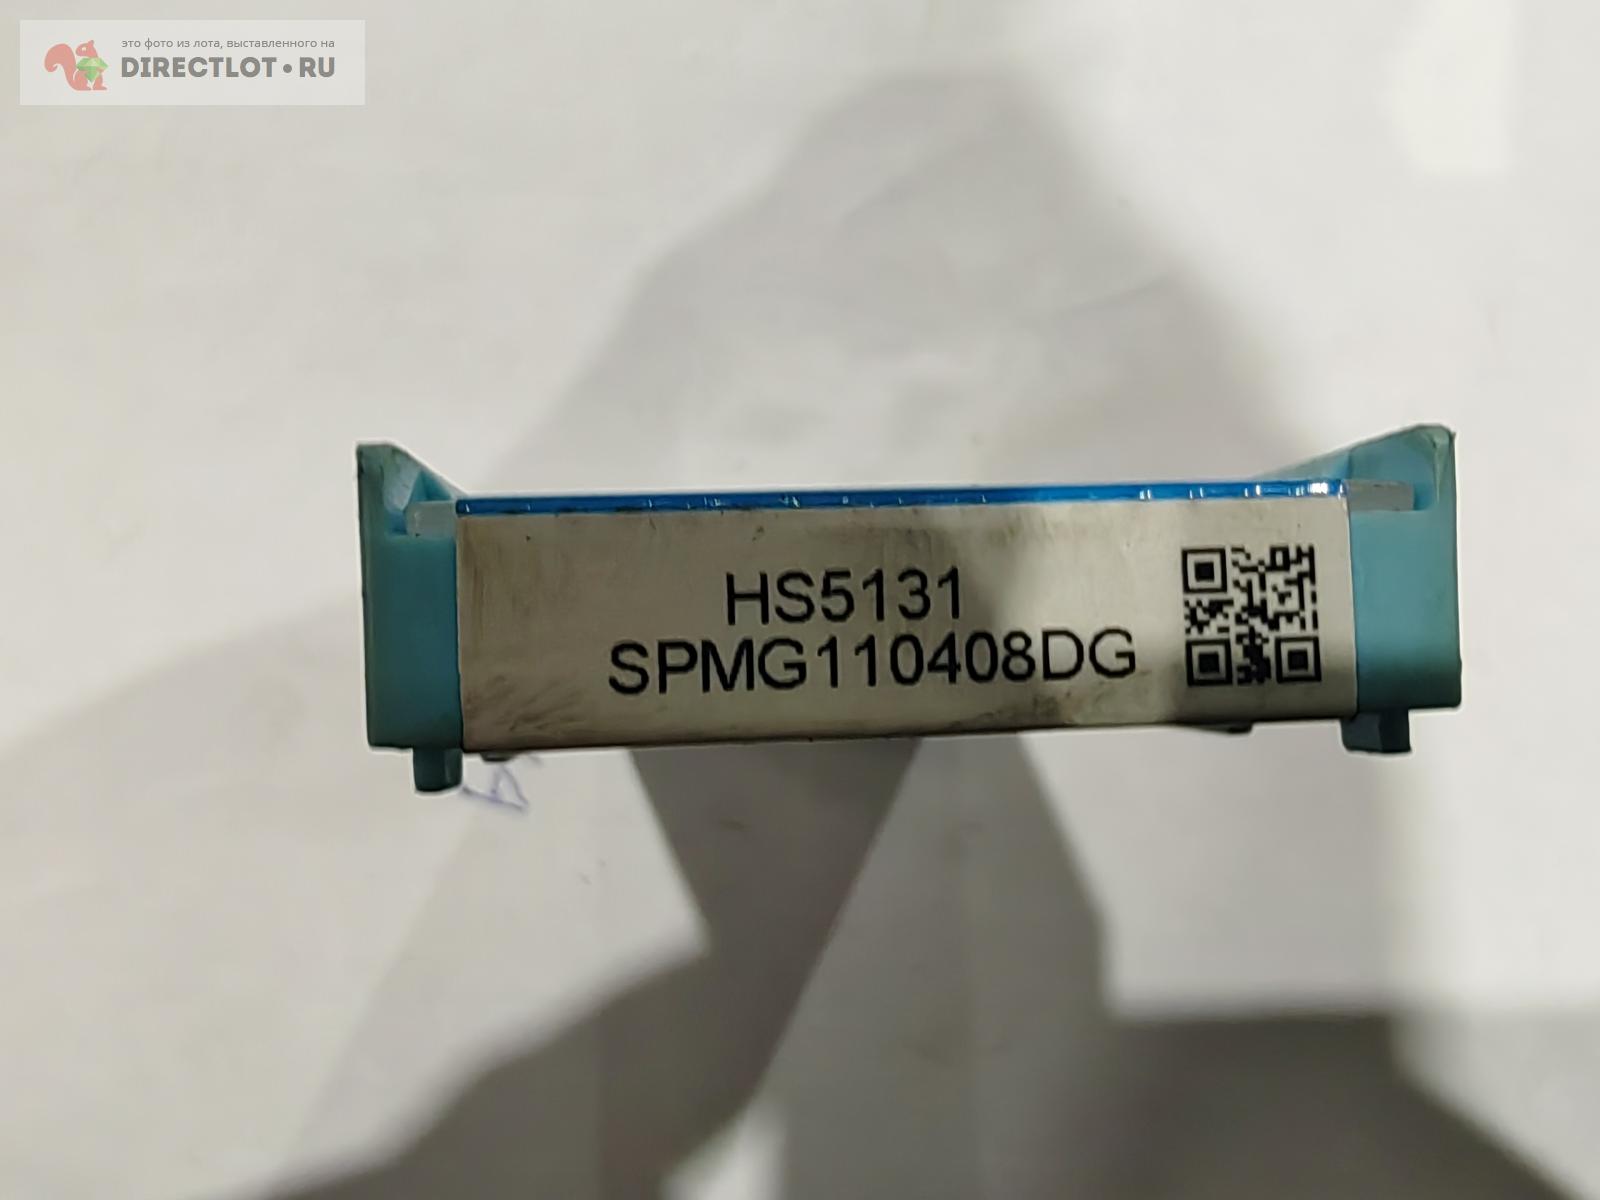 это фото из лота, выставленного на
DIRECTLOT•RU
HS5131
SPMG110408DG